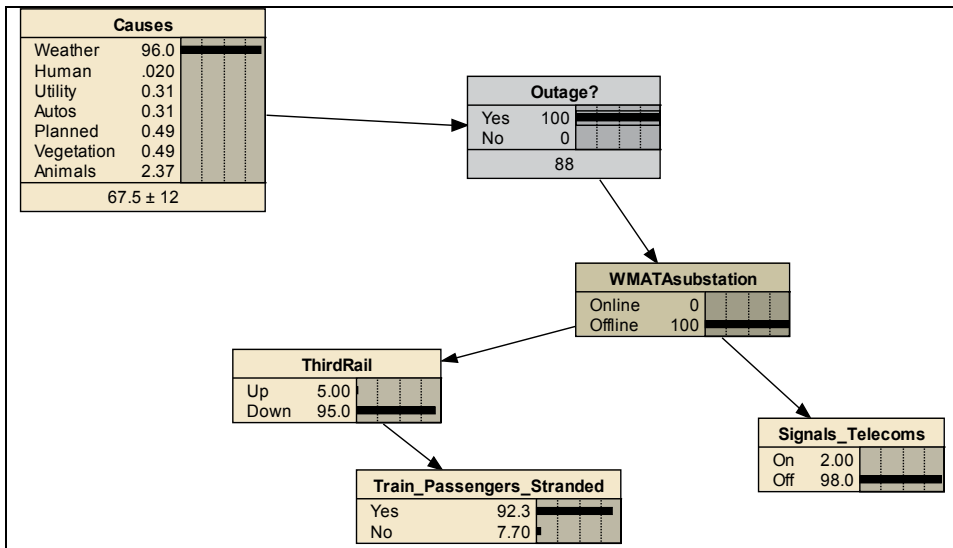 Causes
Weather 96.0
Human .020
Utility 0.31
Autos 0.31
Planned 0.49
Vegetation 0.49
Animals 2.37
67.5 ± 12
Outage?
Yes 100
No 0
88
WMATAsubstation
Online 0
Offline 100
ThirdRail
Up 5.00
Down 95.0
Signals_Telecoms
On 2.00
Off 98.0
Train_Passengers_Stranded
Yes 92.3
No 7.70